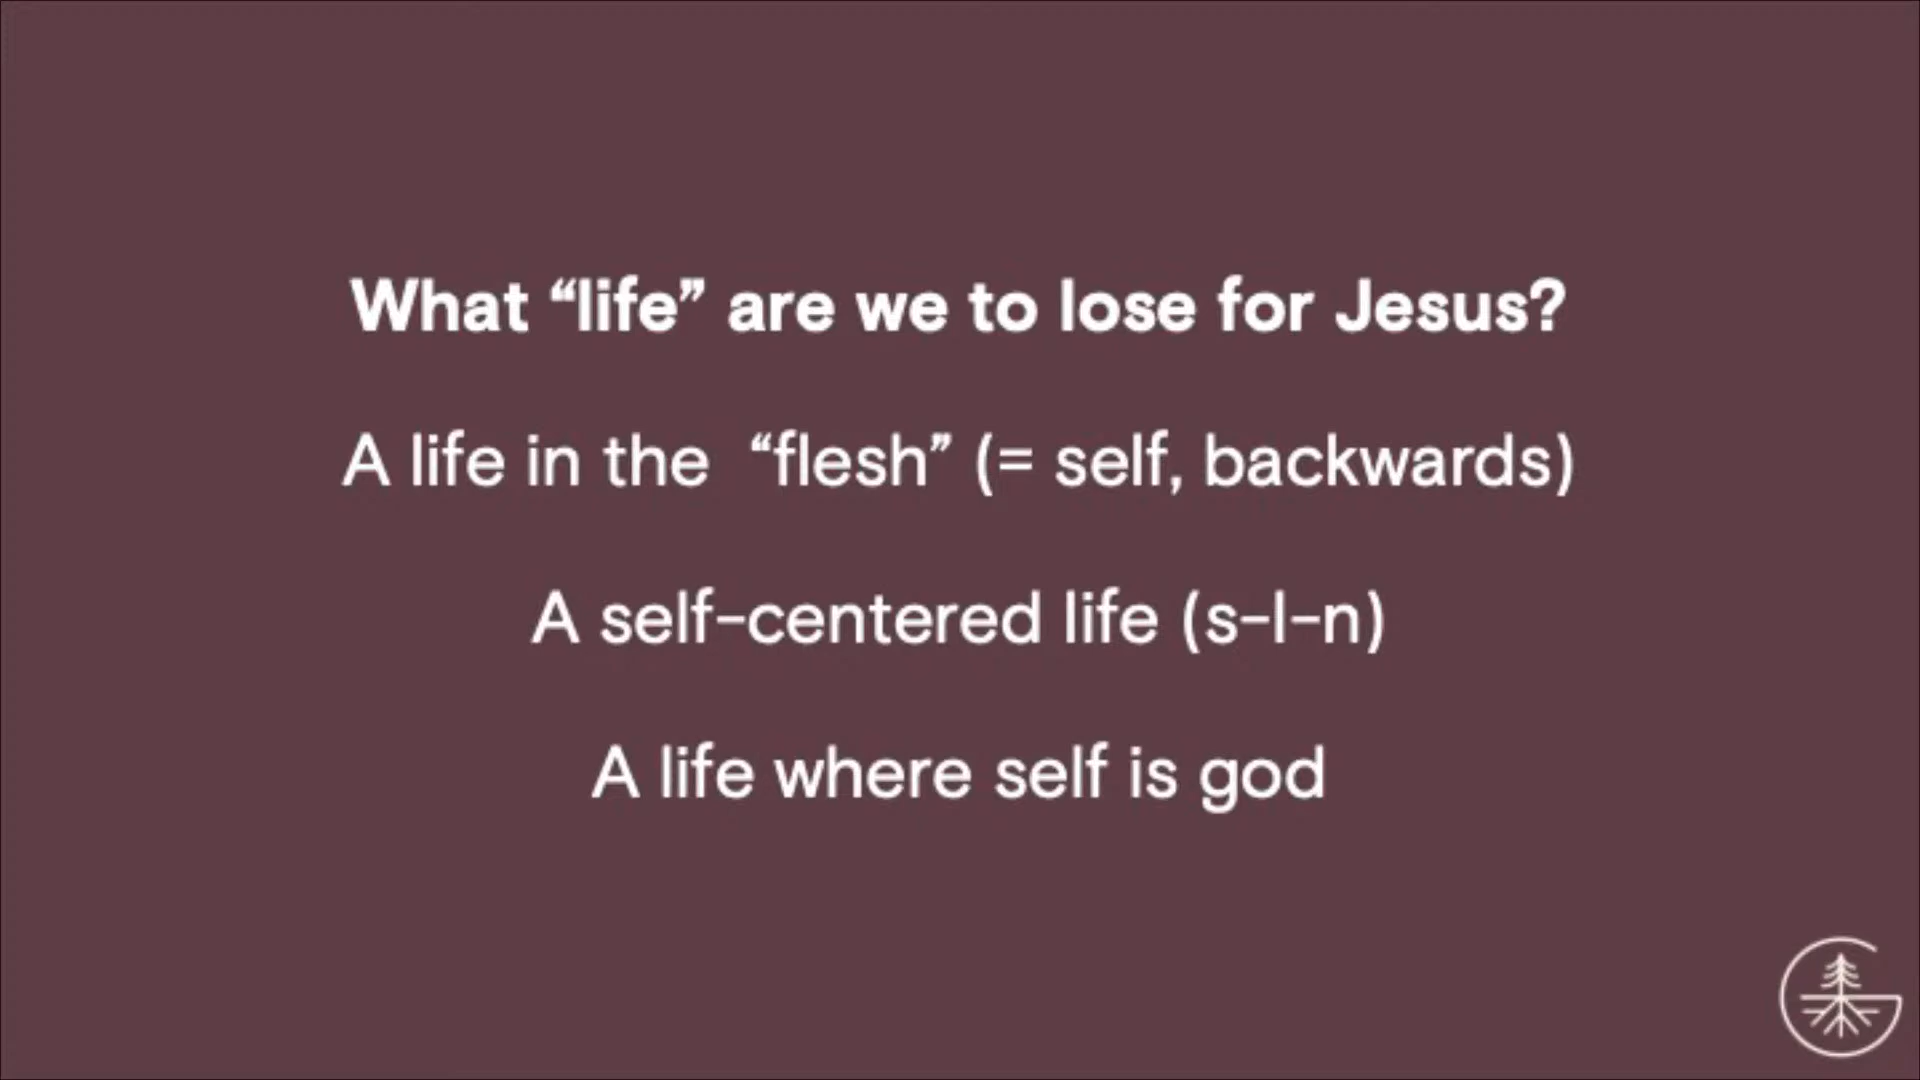 What “life” are we to lose for Jesus?
A life in the “flesh” (= self, backwards)
A self-centered life (s-I-n)
A life where self is god